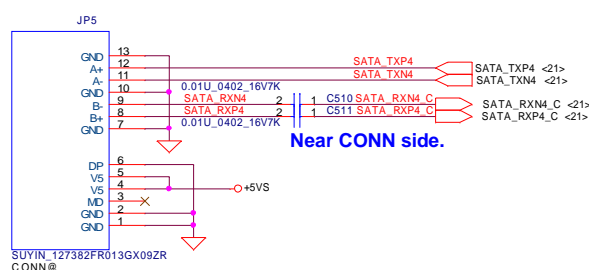 JP5
GND 13
A+ 12 SATA_TXP4 SATA_TXP4 <21>
A- 11 SATA_TXN4 SATA_TXN4 <21>
GND 10 0.01U_0402_16V7K
B- 9 SATA_RXN4 2 1 C510 SATA_RXN4_C SATA_RXN4_C <21>
B+ 8 SATA_RXP4 2 1 C511 SATA_RXP4_C SATA_RXP4_C <21>
GND 7 0.01U_0402_16V7K
Near CONN side.
DP 6
V5 5
V5 4 +5VS
MD 3
GND 2
GND 1
SUYIN_127382FR013GX09ZR
CONN@